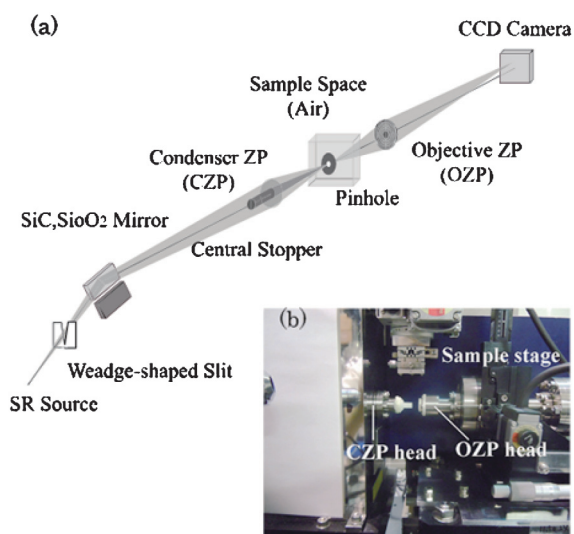 (a)
CCD Camera
Sample Space
(Air)
Condenser ZP
(CZP)
Objective ZP
(OZP)
Pinhole
SiC,SioO2 Mirror
Central Stopper
Weadge-shaped Slit
SR Source
(b)
Sample stage
CZP head
OZP head